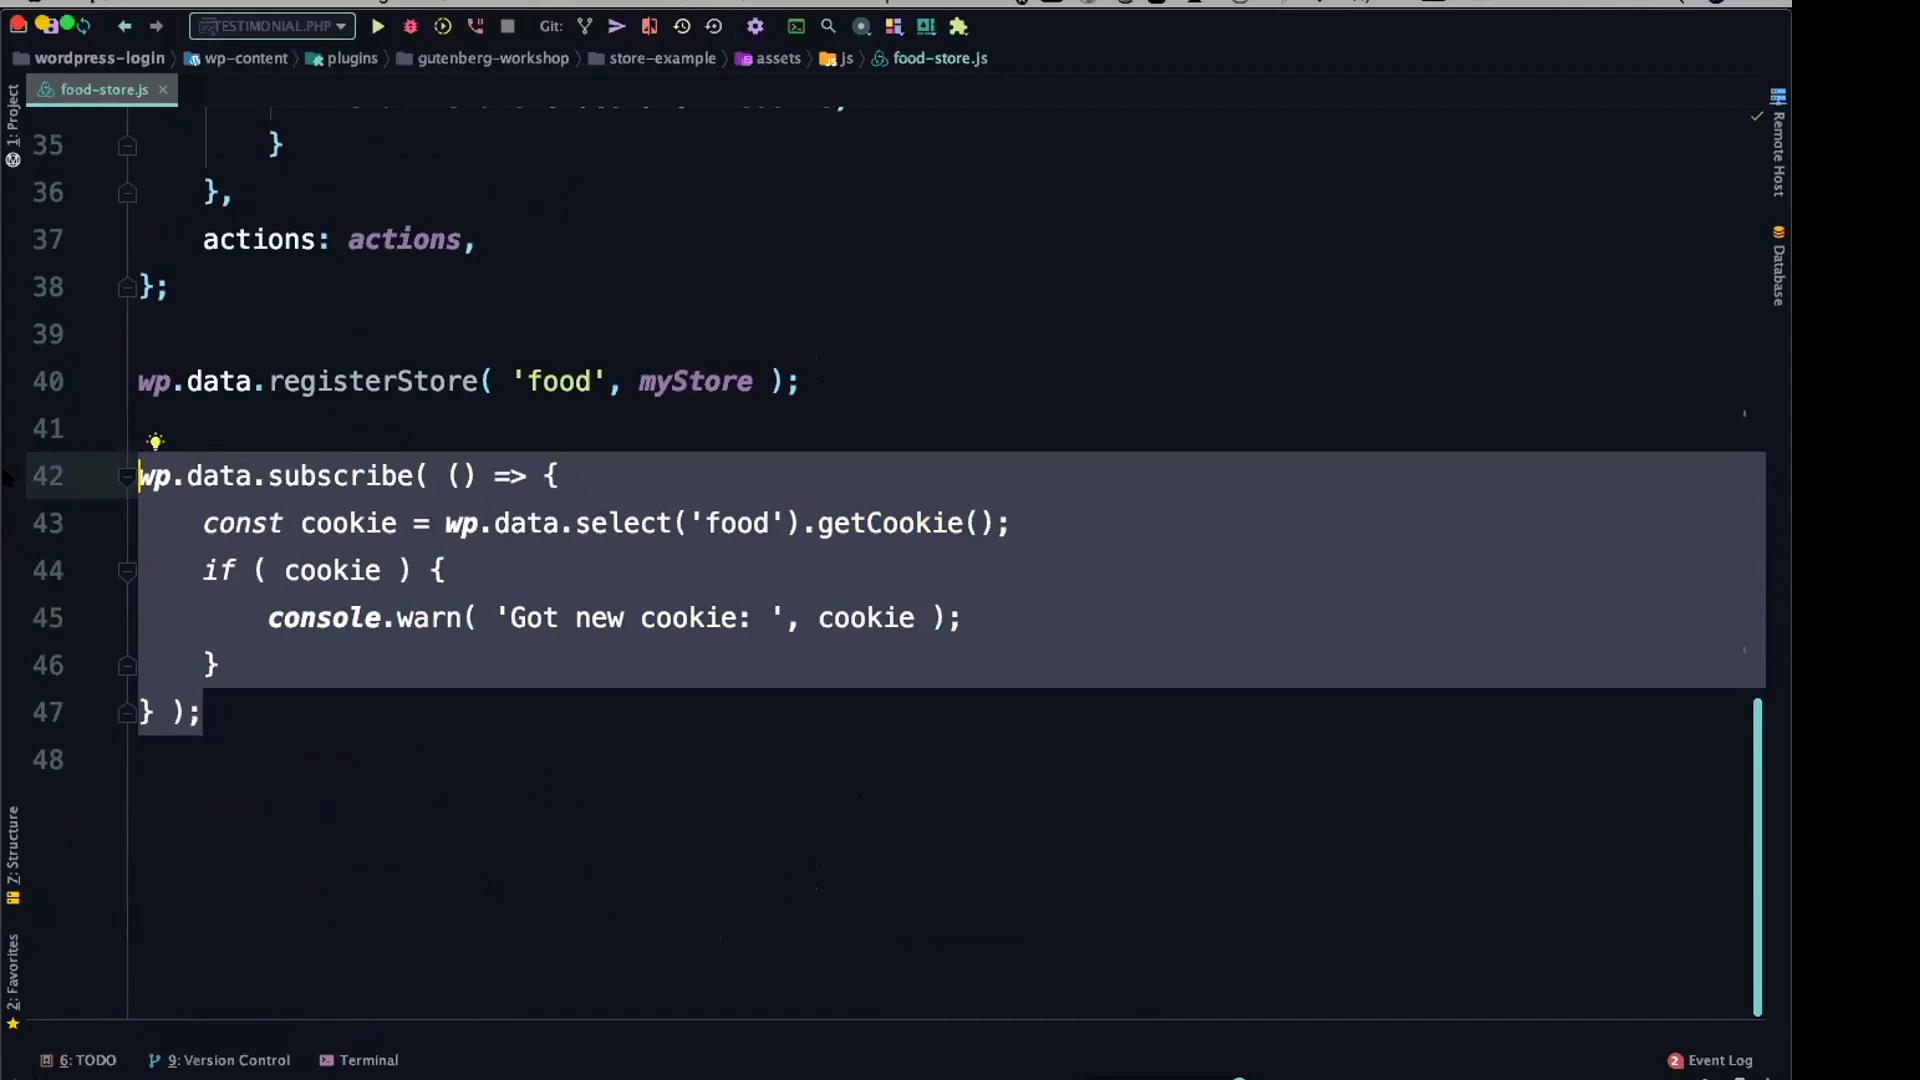 TESTIMONIAL.PHP
Git:
wordpress-login
wp-content
plugins
gutenberg-workshop
store-example
assets
js
food-store.js
food-store.js
1: Project
Remote Host
Database
35 }
36 },
37 actions: actions,
38 };
39
40 wp.data.registerStore( 'food', myStore );
41
42 wp.data.subscribe( () => {
43 const cookie = wp.data.select('food').getCookie();
44 if ( cookie ) {
45 console.warn( 'Got new cookie: ', cookie );
46 }
47 } );
48
7: Structure
2: Favorites
6: TODO
9: Version Control
Terminal
2 Event Log